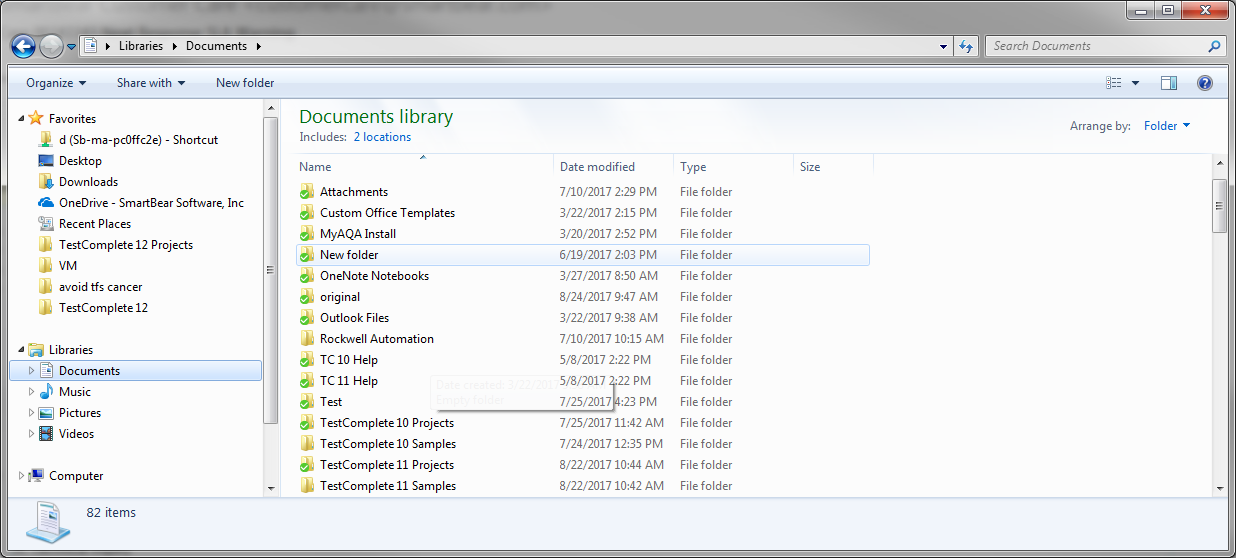 Libraries Documents
Search Documents
Organize Share with New folder
Favorites
d (Sb-ma-pc0ffc2e) - Shortcut
Desktop
Downloads
OneDrive - SmartBear Software, Inc
Recent Places
TestComplete 12 Projects
VM
avoid tfs cancer
TestComplete 12
Libraries
Documents
Music
Pictures
Videos
Computer
Documents library
Includes: 2 locations
Arrange by: Folder
Name Date modified Type Size
Attachments 7/10/2017 2:29 PM File folder
Custom Office Templates 3/22/2017 2:15 PM File folder
MyAQA Install 3/20/2017 2:52 PM File folder
New folder 6/19/2017 2:03 PM File folder
OneNote Notebooks 3/27/2017 8:50 AM File folder
original 8/24/2017 9:47 AM File folder
Outlook Files 3/22/2017 9:38 AM File folder
Rockwell Automation 7/10/2017 10:15 AM File folder
TC 10 Help 5/8/2017 2:22 PM File folder
TC 11 Help 5/8/2017 2:22 PM File folder
Date created: 3/22/2017
Test 7/25/2017 4:23 PM File folder
Empty folder
TestComplete 10 Projects 7/25/2017 11:42 AM File folder
TestComplete 10 Samples 7/24/2017 12:35 PM File folder
TestComplete 11 Projects 8/22/2017 10:44 AM File folder
TestComplete 11 Samples 8/22/2017 10:42 AM File folder
82 items